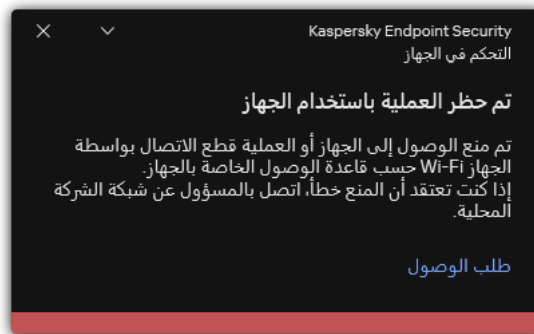 Kaspersky Endpoint Security
التحكم في الجهاز
تم حظر العملية باستخدام الجهاز
تم منع الوصول إلى الجهاز أو العملية قطع الاتصال بواسطة
الجهاز Wi-Fi حسب قاعدة الوصول الخاصة بالجهاز.
إذا كنت تعتقد أن المنع خطأ، اتصل بالمسؤول عن شبكة الشركة
المحلية.
طلب الوصول